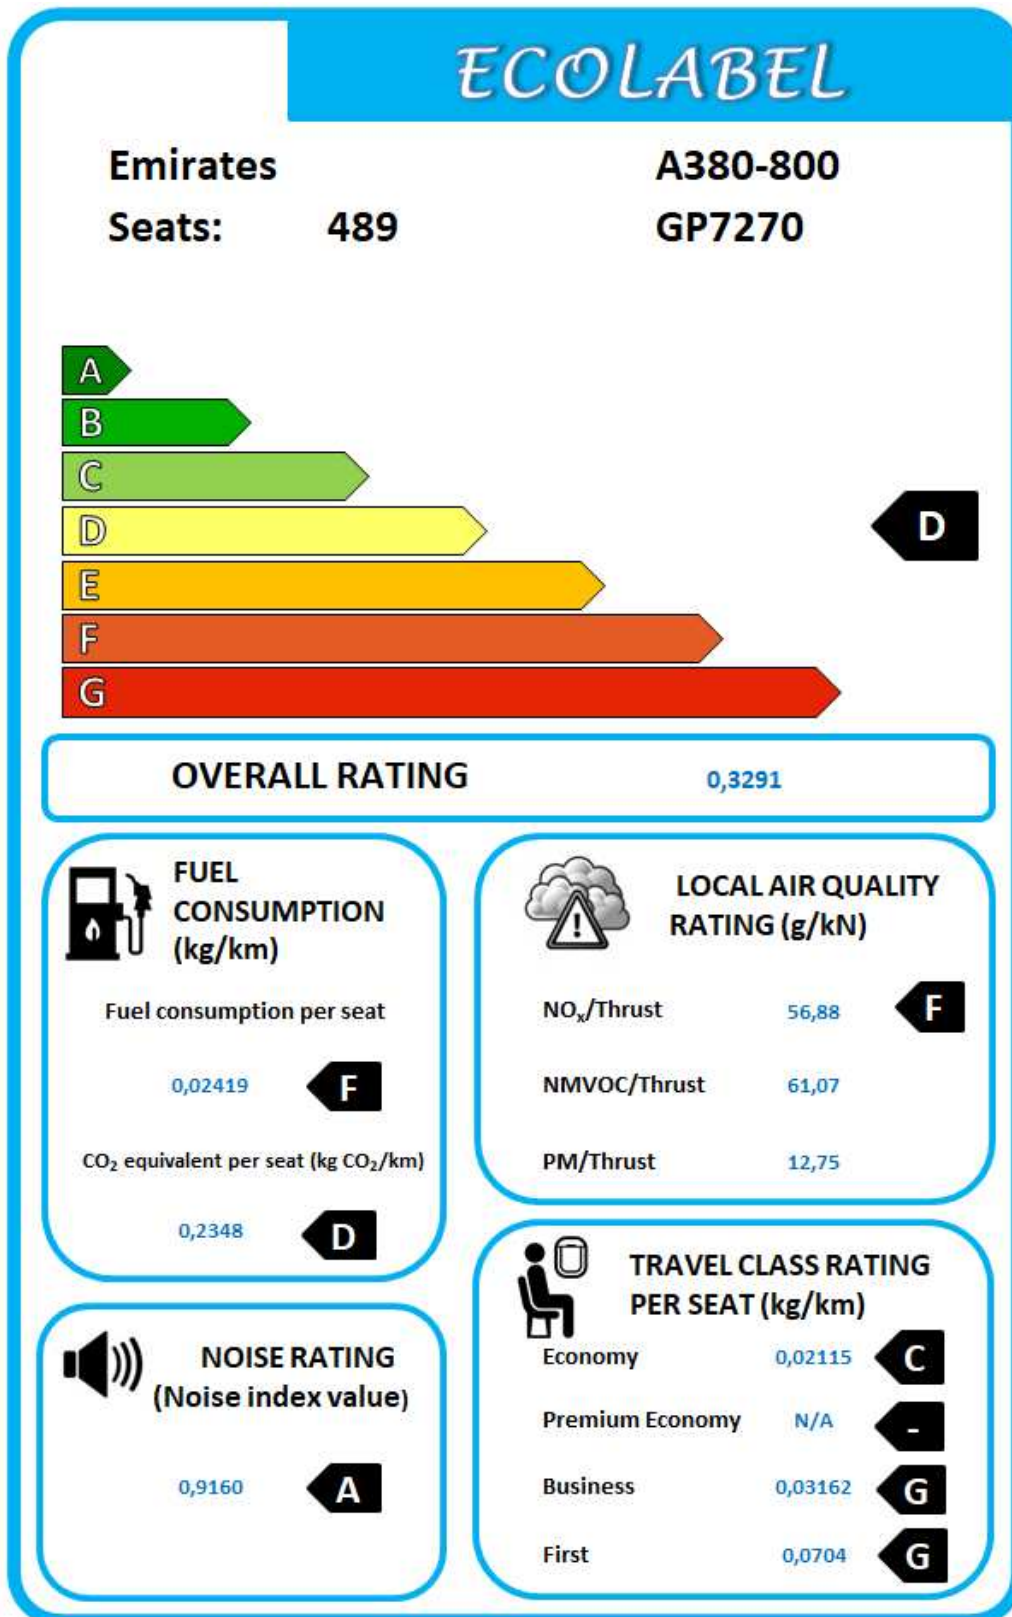 ECOLABEL
Emirates A380-800
Seats: 489 GP7270
A
B
C
D
D
E
F
G
OVERALL RATING 0,3291
FUEL
CONSUMPTION
(kg/km)
Fuel consumption per seat
0,02419 F
CO₂ equivalent per seat (kg CO₂/km)
0,2348 D
LOCAL AIR QUALITY
RATING (g/kN)
NOₓ/Thrust 56,88 F
NMVOC/Thrust 61,07
PM/Thrust 12,75
NOISE RATING
(Noise index value)
0,9160 A
TRAVEL CLASS RATING
PER SEAT (kg/km)
Economy 0,02115 C
Premium Economy N/A -
Business 0,03162 G
First 0,0704 G